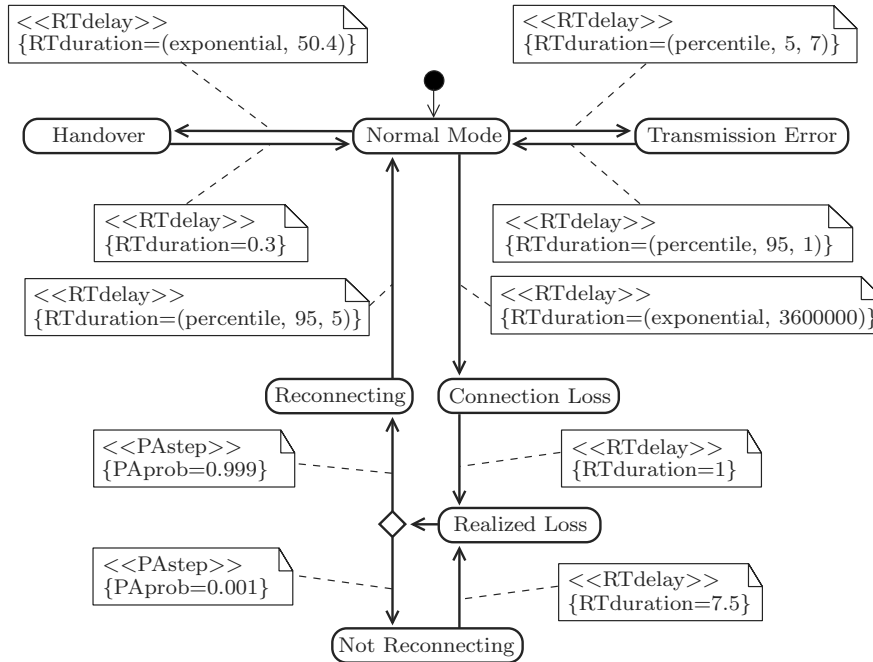 <<RTdelay>>
{RTduration=(exponential, 50.4)}
<<RTdelay>>
{RTduration=(percentile, 5, 7)}
Handover
Normal Mode
Transmission Error
<<RTdelay>>
{RTduration=0.3}
<<RTdelay>>
{RTduration=(percentile, 95, 1)}
<<RTdelay>>
{RTduration=(percentile, 95, 5)}
<<RTdelay>>
{RTduration=(exponential, 3600000)}
Reconnecting
Connection Loss
<<PAstep>>
{PAprob=0.999}
<<RTdelay>>
{RTduration=1}
Realized Loss
<<PAstep>>
{PAprob=0.001}
<<RTdelay>>
{RTduration=7.5}
Not Reconnecting